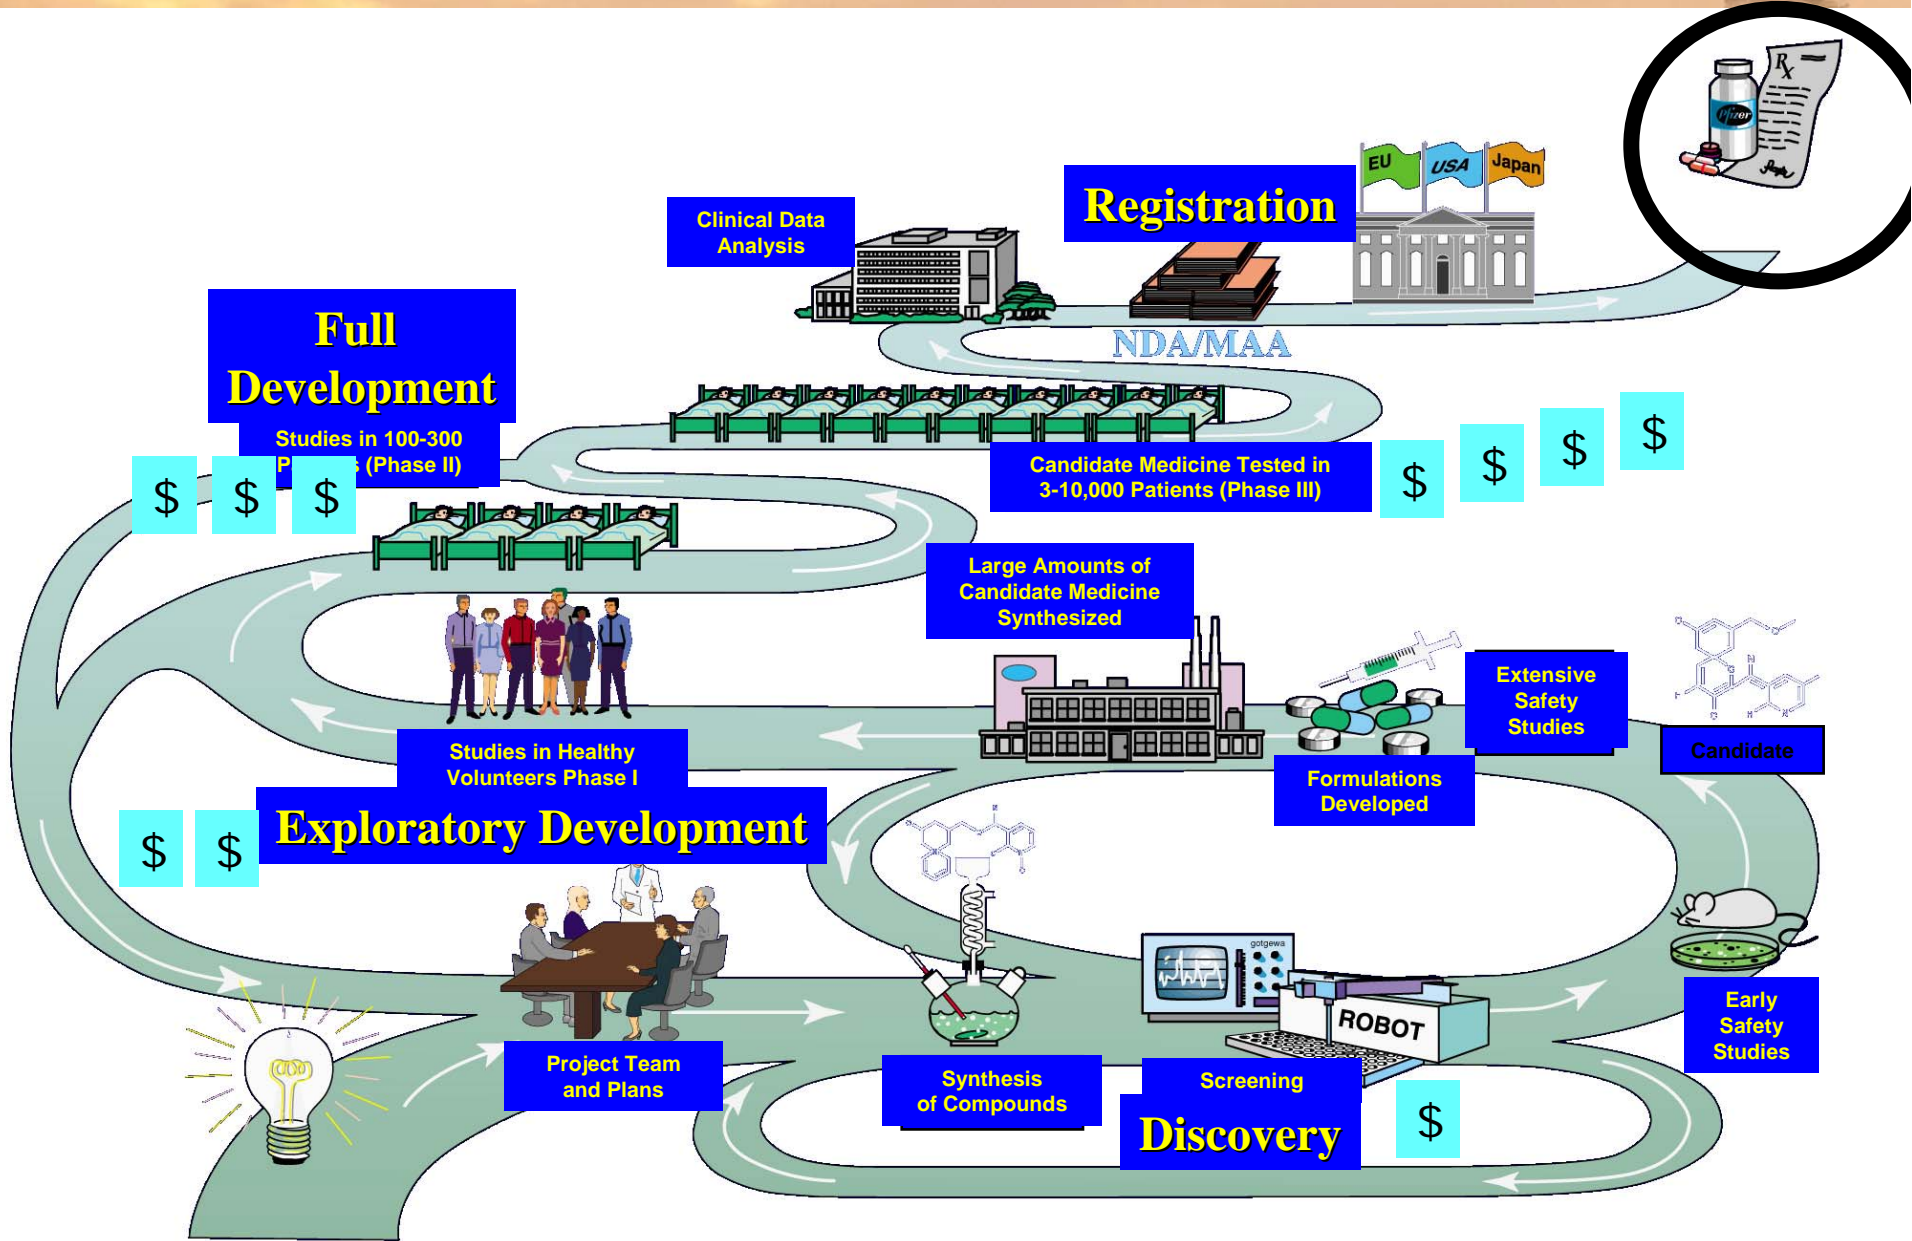 Rx
Pfizer
EU
USA
Japan
Registration
Clinical Data
Analysis
NDA/MAA
Full
Development
Studies in 100-300
(Phase II)
$ $ $
Candidate Medicine Tested in
3-10,000 Patients (Phase III)
$ $ $ $
Large Amounts of
Candidate Medicine
Synthesized
Extensive
Safety
Studies
Candidate
Formulations
Developed
Studies in Healthy
Volunteers Phase I
Exploratory Development
$ $
gotgewa
ROBOT
Early
Safety
Studies
Project Team
and Plans
Synthesis
of Compounds
Screening
Discovery
$